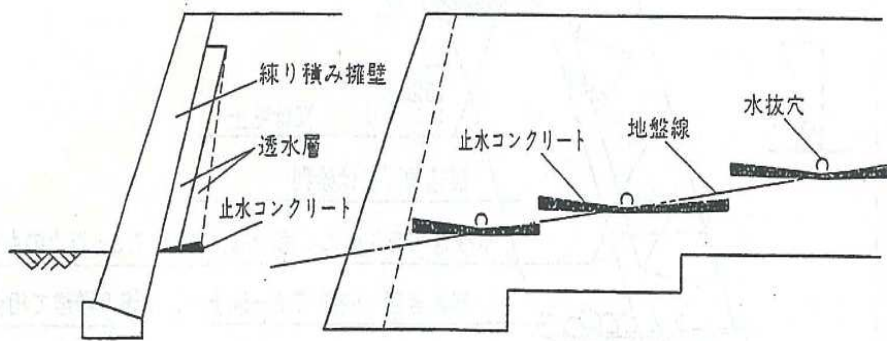 練り積み擁壁
透水層
止水コンクリート
止水コンクリート
地盤線
水抜穴